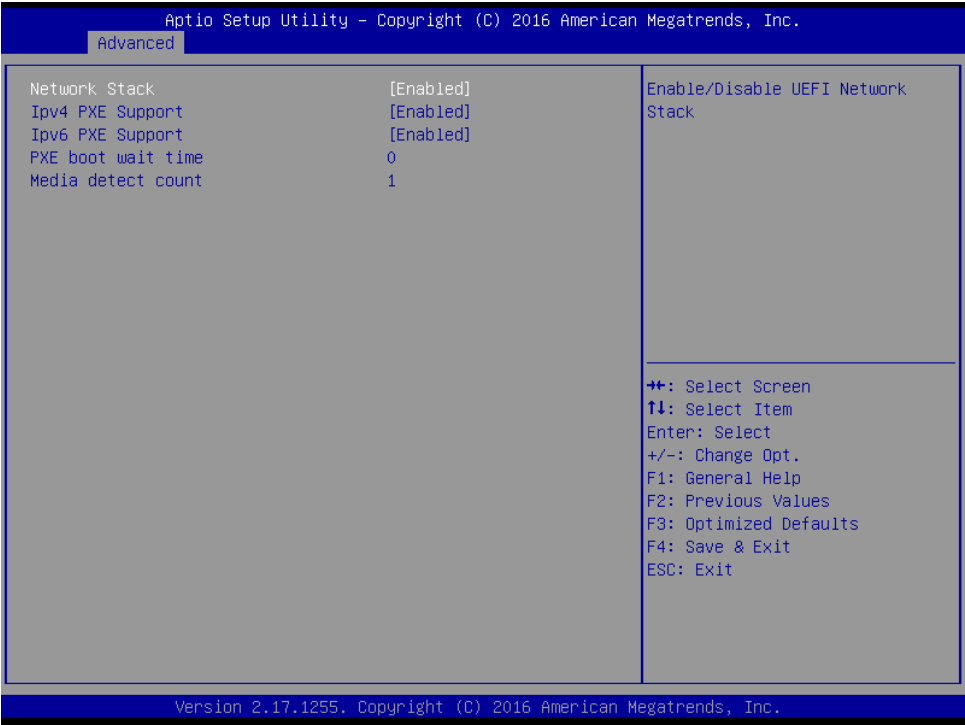 Aptio Setup Utility – Copyright (C) 2016 American Megatrends, Inc.
Advanced
Network Stack [Enabled]
Ipv4 PXE Support [Enabled]
Ipv6 PXE Support [Enabled]
PXE boot wait time 0
Media detect count 1
Enable/Disable UEFI Network
Stack
→←: Select Screen
↑↓: Select Item
Enter: Select
+/-: Change Opt.
F1: General Help
F2: Previous Values
F3: Optimized Defaults
F4: Save & Exit
ESC: Exit
Version 2.17.1255. Copyright (C) 2016 American Megatrends, Inc.